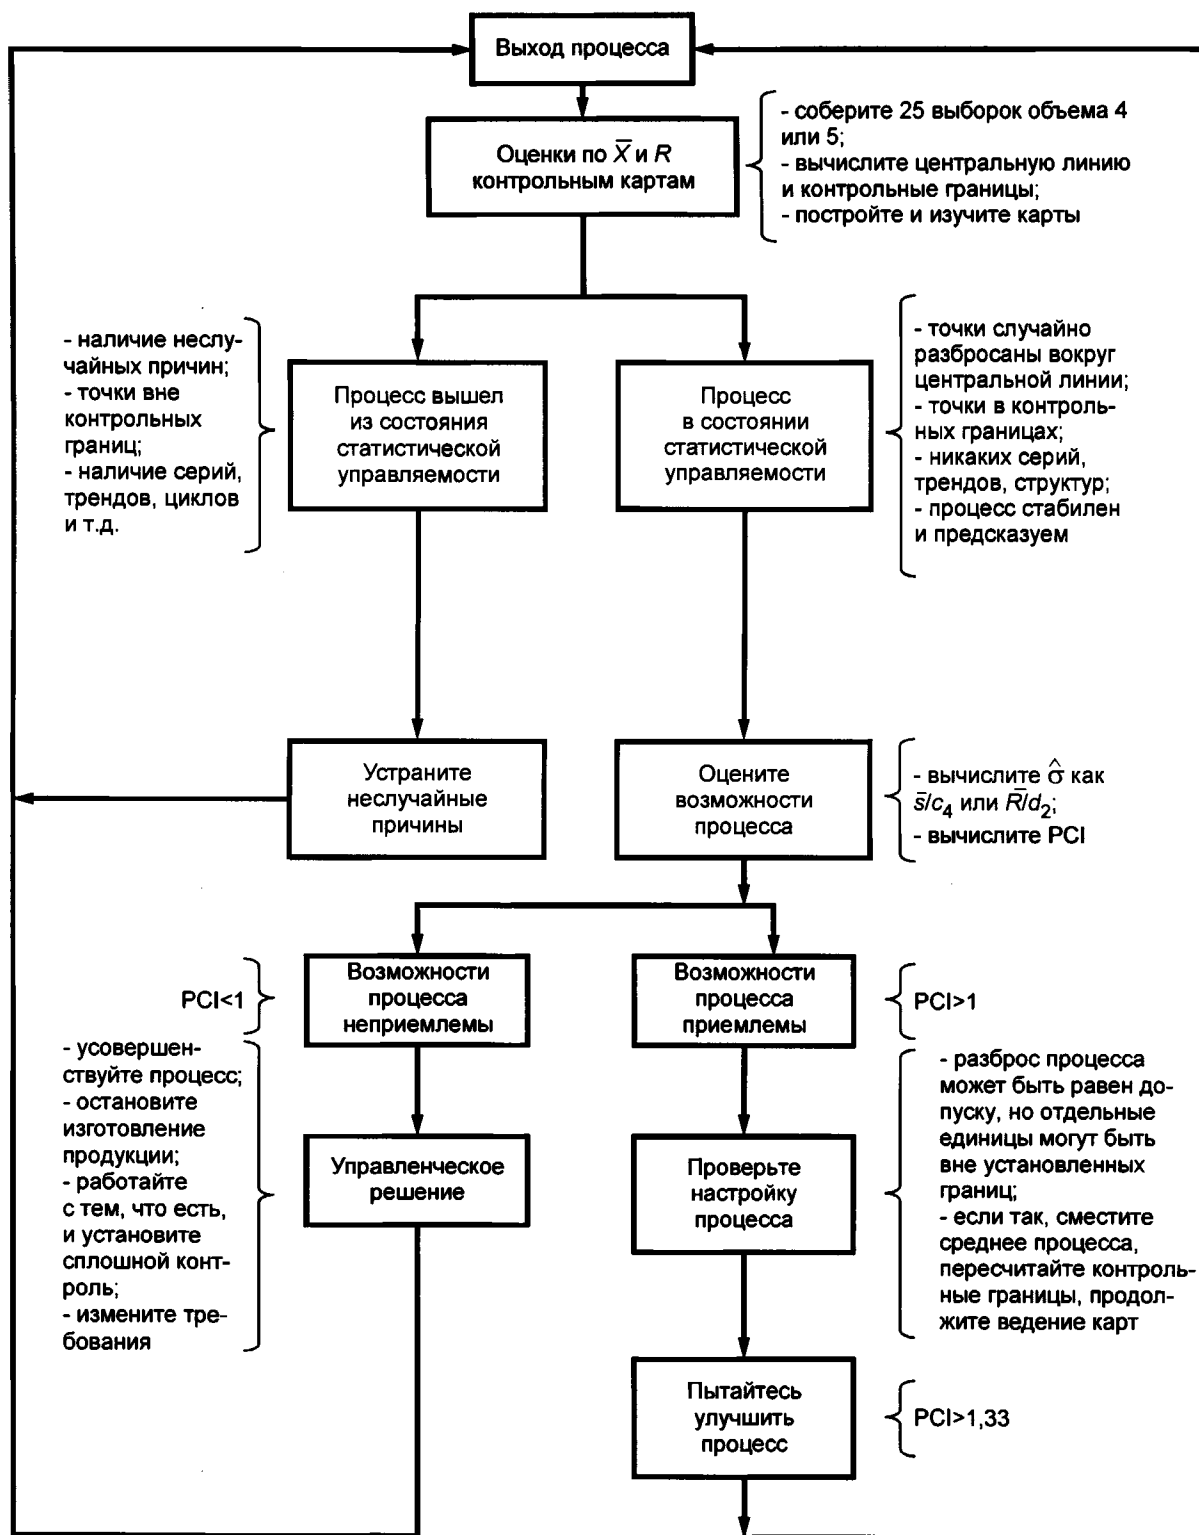 Выход процесса
Оценки по X̅ и R
контрольным картам
- соберите 25 выборок объема 4
или 5;
- вычислите центральную линию
и контрольные границы;
- постройте и изучите карты
- наличие неслу-
чайных причин;
- точки вне
контрольных
границ;
- наличие серий,
трендов, циклов
и т.д.
Процесс вышел
из состояния
статистической
управляемости
Процесс
в состоянии
статистической
управляемости
- точки случайно
разбросаны вокруг
центральной линии;
- точки в контроль-
ных границах;
- никаких серий,
трендов, структур;
- процесс стабилен
и предсказуем
Устраните
неслучайные
причины
Оцените
возможности
процесса
- вычислите σ̂ как
s̅/c₄ или R̅/d₂;
- вычислите PCI
PCI<1
Возможности
процесса
неприемлемы
Возможности
процесса
приемлемы
PCI>1
- усовершен-
ствуйте процесс;
- остановите
изготовление
продукции;
- работайте
с тем, что есть,
и установите
сплошной конт-
роль;
- измените тре-
бования
Управленческое
решение
Проверьте
настройку
процесса
- разброс процесса
может быть равен до-
пуску, но отдельные
единицы могут быть
вне установленных
границ;
- если так, сместите
среднее процесса,
пересчитайте контроль-
ные границы, продол-
жите ведение карт
Пытайтесь
улучшить
процесс
PCI>1,33